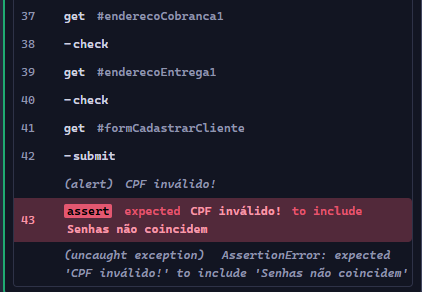 37 get #enderecoCobranca1
38 -check
39 get #enderecoEntrega1
40 -check
41 get #formCadastrarCliente
42 -submit
(alert) CPF inválido!
43 assert expected CPF inválido! to include
Senhas não coincidem
(uncaught exception) AssertionError: expected
'CPF inválido!' to include 'Senhas não coincidem'